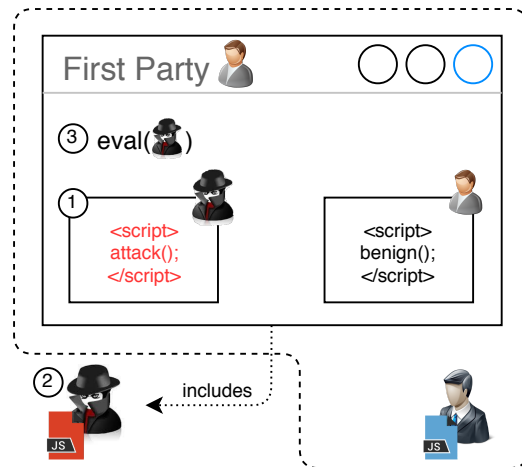 First Party
3 eval( )
1
<script>
attack();
</script>
<script>
benign();
</script>
2
includes
JS
JS